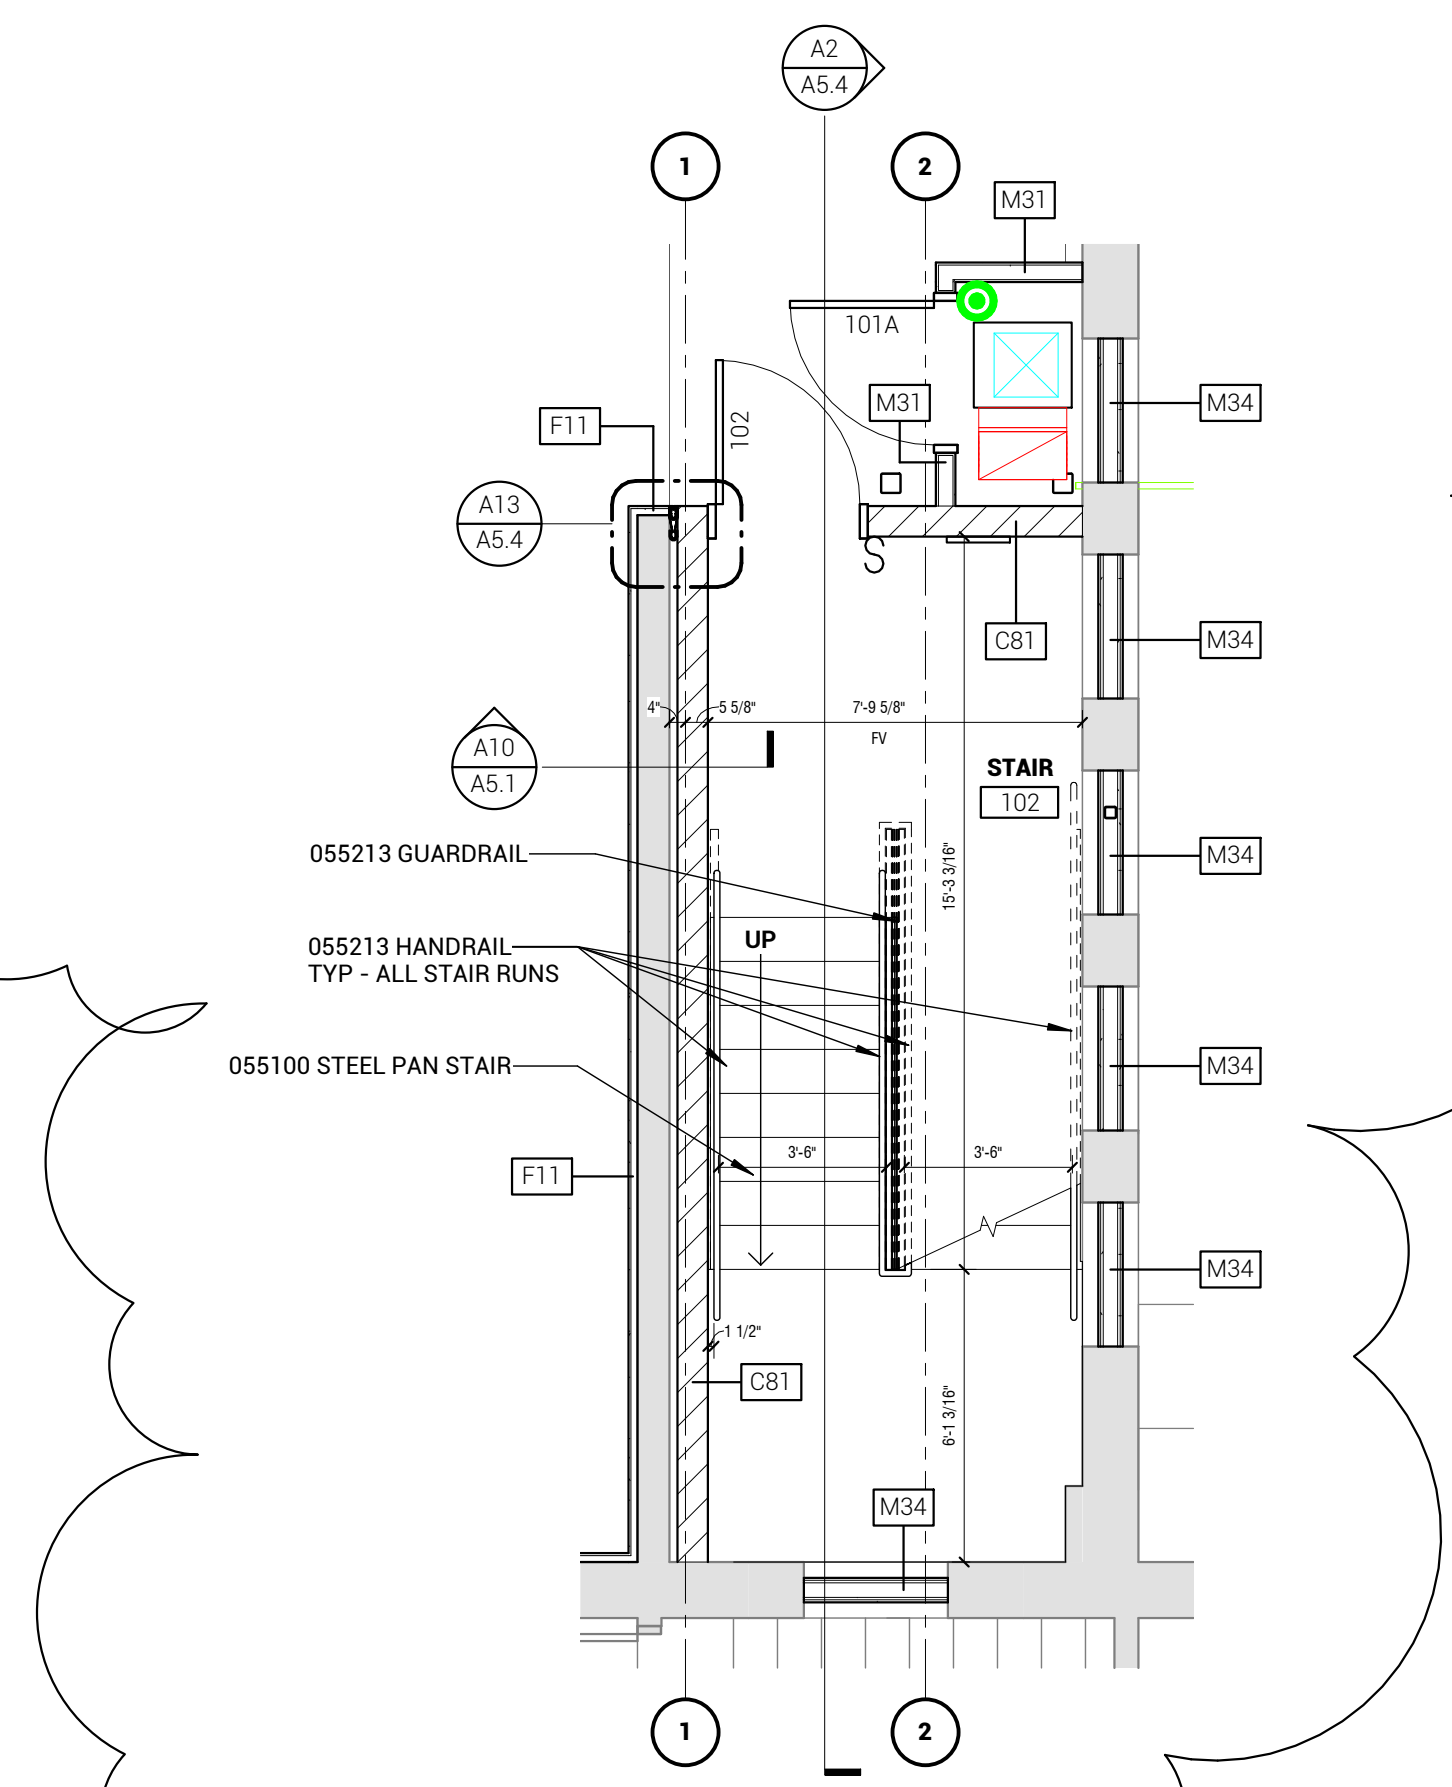 A2
A5.4
1
2
M31
101A
102
M31
M34
F11
A13
A5.4
S
C81
M34
4"
5 5/8"
7'-9 5/8"
FV
A10
A5.1
STAIR
102
055213 GUARDRAIL
15'-3 3/16"
M34
UP
055213 HANDRAIL
TYP - ALL STAIR RUNS
055100 STEEL PAN STAIR
M34
3'-6"
3'-6"
F11
M34
1 1/2"
C81
6'-1 3/16"
M34
1
2